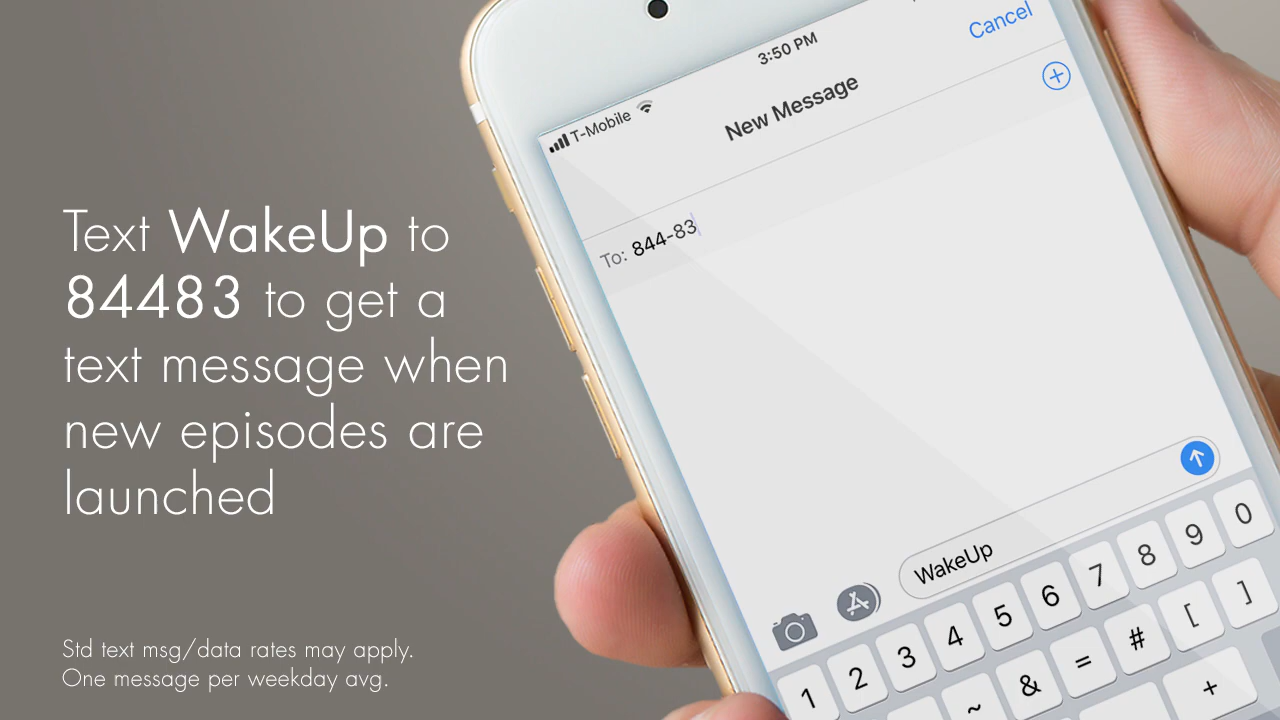 Text WakeUp to
84483 to get a
text message when
new episodes are
launched
Std text msg/data rates may apply.
One message per weekday avg.
T-Mobile
3:50 PM
Cancel
New Message
To: 844-83
WakeUp
1 2 3 4 5 6 7 8 9 0
~ & = # [ ]
+